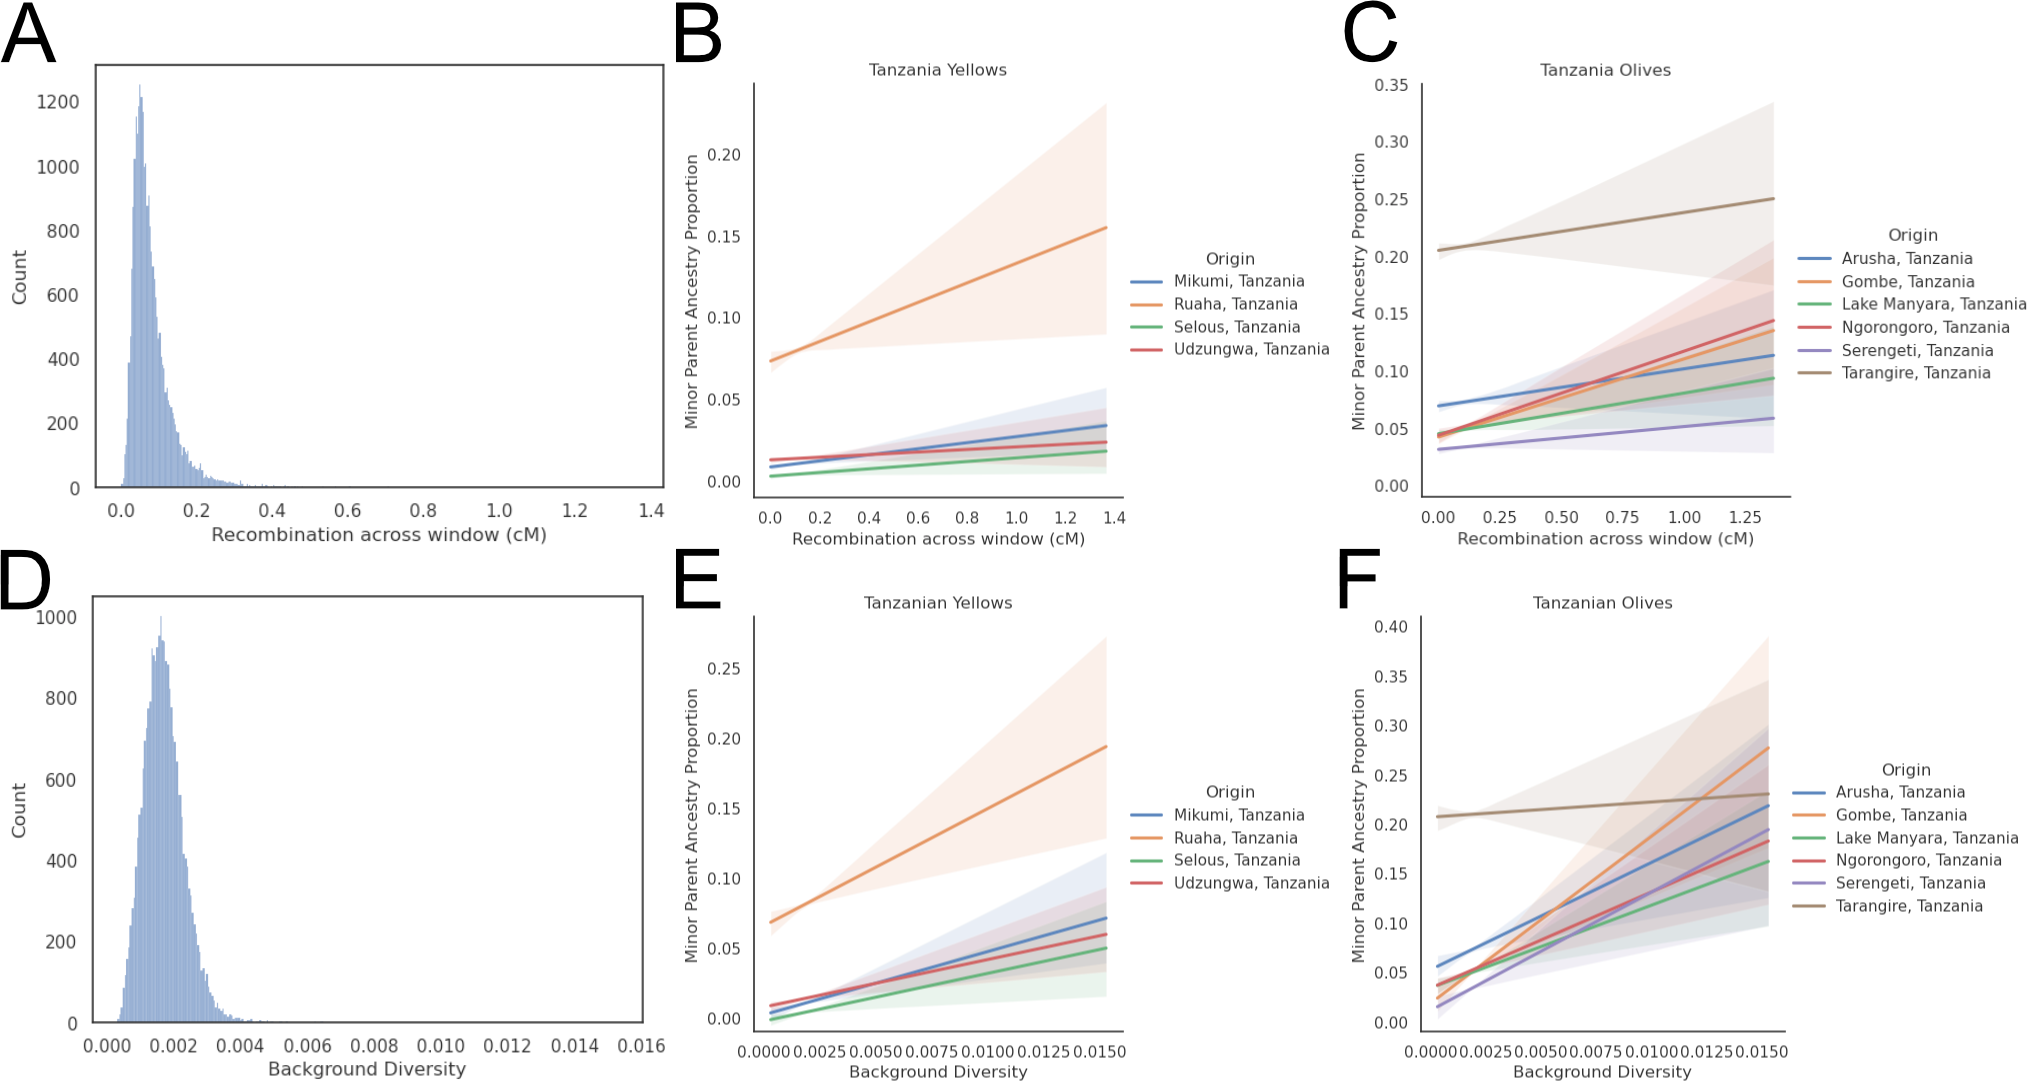 A
1200
1000
800
600
400
200
0
Count
0.0 0.2 0.4 0.6 0.8 1.0 1.2 1.4
Recombination across window (cM)
B
Tanzania Yellows
0.20
0.15
0.10
0.05
0.00
Minor Parent Ancestry Proportion
0.0 0.2 0.4 0.6 0.8 1.0 1.2 1.4
Recombination across window (cM)
Origin
Mikumi, Tanzania
Ruaha, Tanzania
Selous, Tanzania
Udzungwa, Tanzania
C
Tanzania Olives
0.35
0.30
0.25
0.20
0.15
0.10
0.05
0.00
Minor Parent Ancestry Proportion
0.00 0.25 0.50 0.75 1.00 1.25
Recombination across window (cM)
Origin
Arusha, Tanzania
Gombe, Tanzania
Lake Manyara, Tanzania
Ngorongoro, Tanzania
Serengeti, Tanzania
Tarangire, Tanzania
D
1000
800
600
400
200
0
Count
0.000 0.002 0.004 0.006 0.008 0.010 0.012 0.014 0.016
Background Diversity
E
Tanzanian Yellows
0.25
0.20
0.15
0.10
0.05
0.00
Minor Parent Ancestry Proportion
0.0000 0.0025 0.0050 0.0075 0.0100 0.0125 0.0150
Background Diversity
Origin
Mikumi, Tanzania
Ruaha, Tanzania
Selous, Tanzania
Udzungwa, Tanzania
F
Tanzanian Olives
0.40
0.35
0.30
0.25
0.20
0.15
0.10
0.05
0.00
Minor Parent Ancestry Proportion
0.0000 0.0025 0.0050 0.0075 0.0100 0.0125 0.0150
Background Diversity
Origin
Arusha, Tanzania
Gombe, Tanzania
Lake Manyara, Tanzania
Ngorongoro, Tanzania
Serengeti, Tanzania
Tarangire, Tanzania